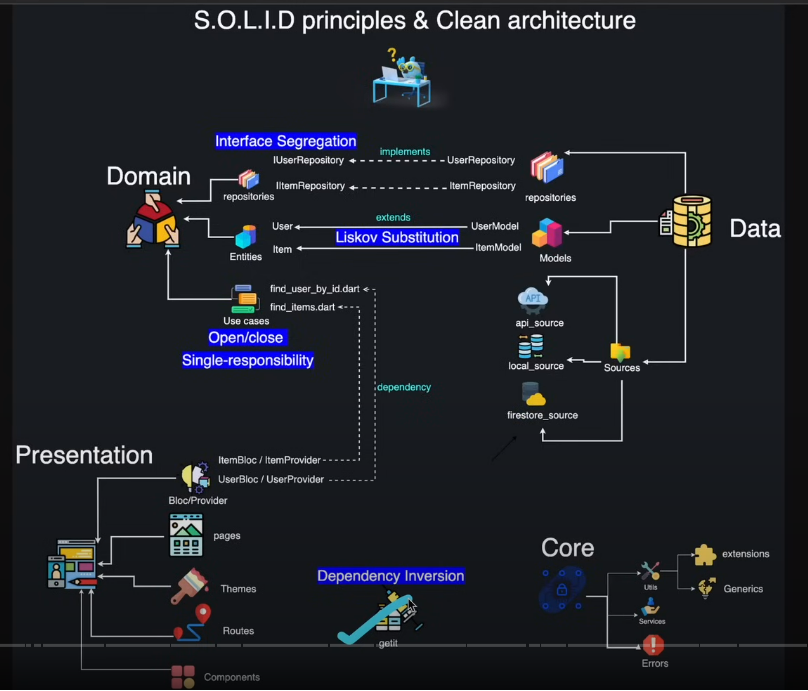 S.O.L.I.D principles & Clean architecture
?
Interface Segregation
implements
IUserRepository
UserRepository
Domain
IItemRepository
ItemRepository
repositories
repositories
extends
User
UserModel
Data
Liskov Substitution
Item
ItemModel
Entities
Models
find_user_by_id.dart
find_items.dart
API
Use cases
api_source
Open/close
Single-responsibility
local_source
Sources
dependency
firestore_source
Presentation
ItemBloc / ItemProvider
UserBloc / UserProvider
Bloc/Provider
pages
Core
extensions
Dependency Inversion
Utils
Themes
Generics
Services
Routes
getit
Errors
Components